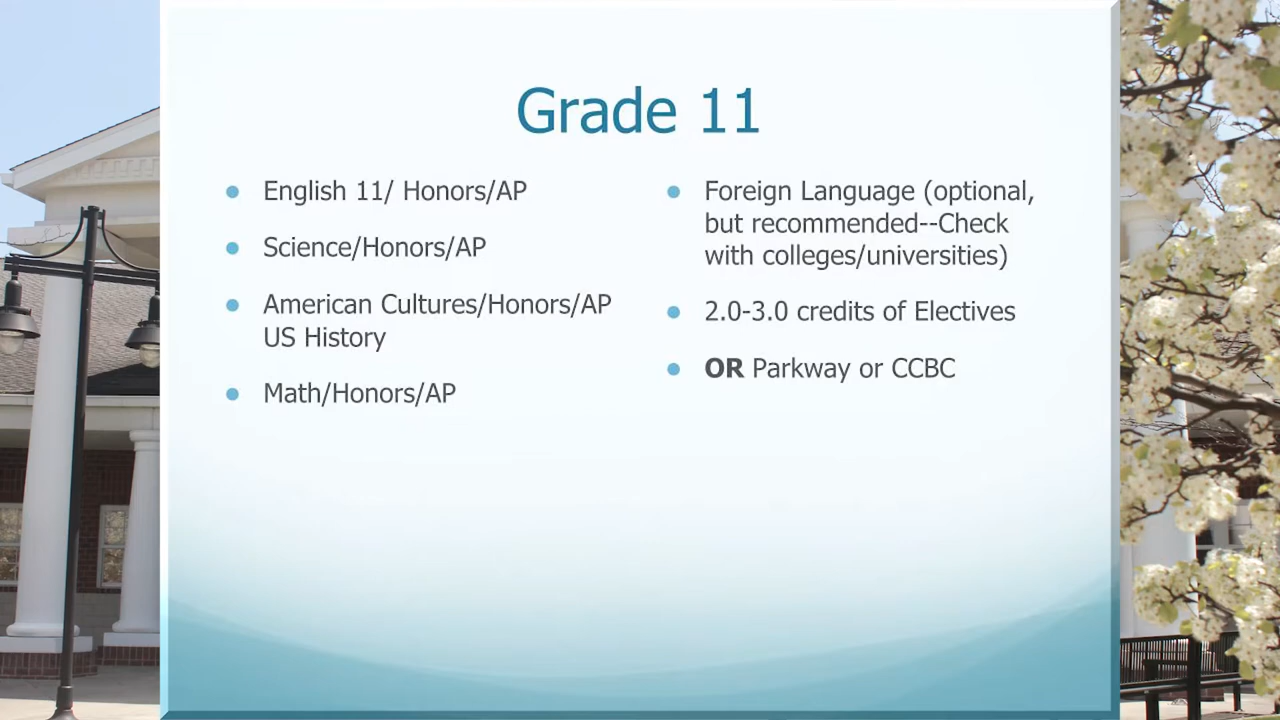 Grade 11
English 11/ Honors/AP
Science/Honors/AP
American Cultures/Honors/AP
US History
Math/Honors/AP
Foreign Language (optional,
but recommended--Check
with colleges/universities)
2.0-3.0 credits of Electives
OR Parkway or CCBC